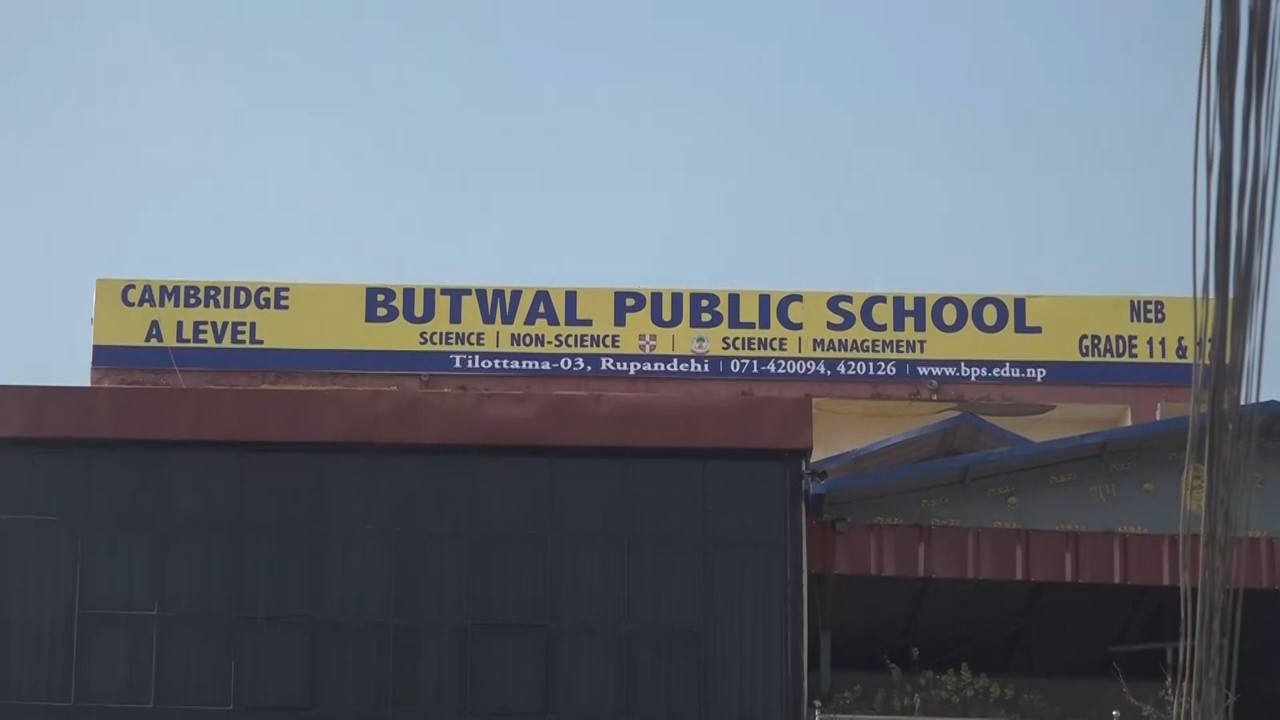 CAMBRIDGE
A LEVEL
BUTWAL PUBLIC SCHOOL
SCIENCE | NON-SCIENCE | SCIENCE | MANAGEMENT
Tilottama-03, Rupandehi | 071-420094, 420126 | www.bps.edu.np
NEB
GRADE 11 &